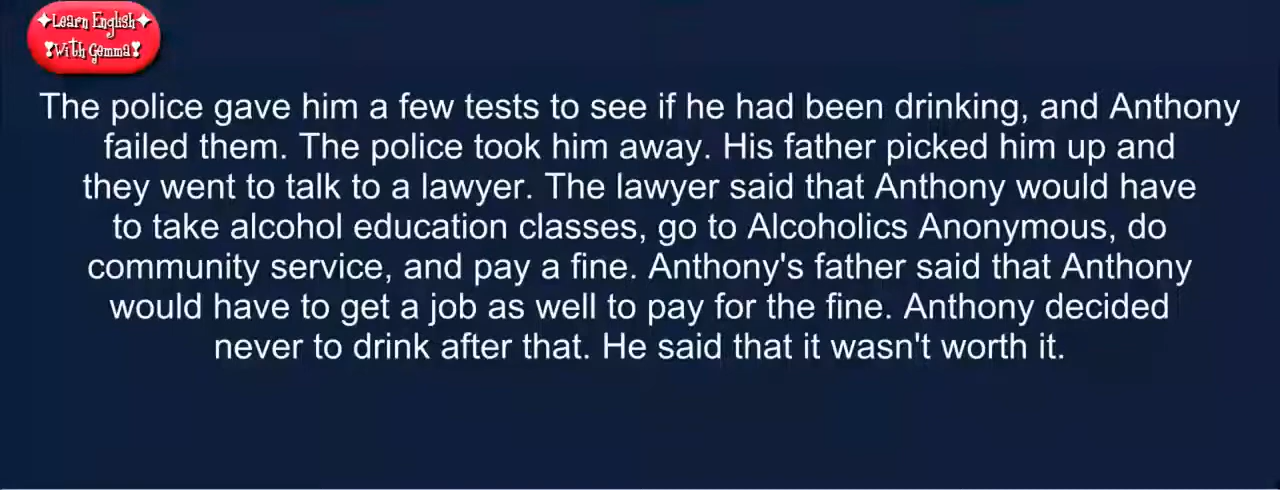 Learn English
With Gemma
The police gave him a few tests to see if he had been drinking, and Anthony
failed them. The police took him away. His father picked him up and
they went to talk to a lawyer. The lawyer said that Anthony would have
to take alcohol education classes, go to Alcoholics Anonymous, do
community service, and pay a fine. Anthony's father said that Anthony
would have to get a job as well to pay for the fine. Anthony decided
never to drink after that. He said that it wasn't worth it.